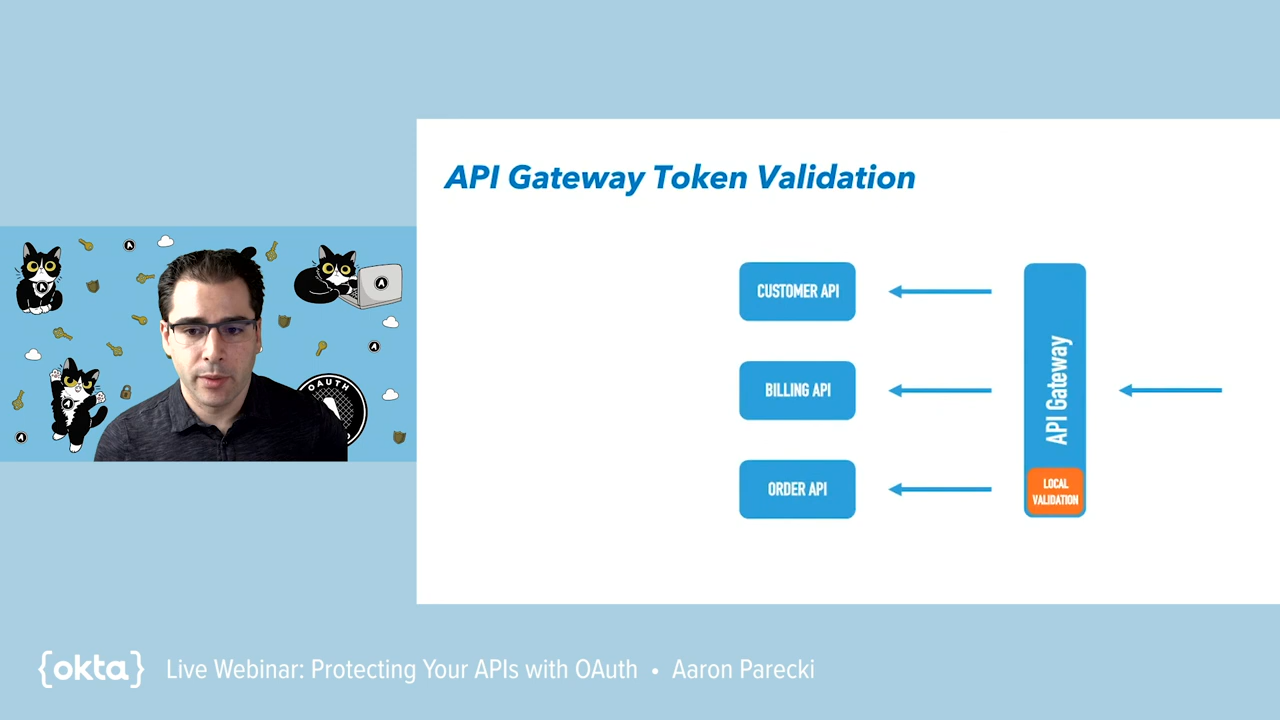 API Gateway Token Validation
CUSTOMER API
BILLING API
ORDER API
API Gateway
LOCAL
VALIDATION
OAUTH
{okta} Live Webinar: Protecting Your APIs with OAuth • Aaron Parecki